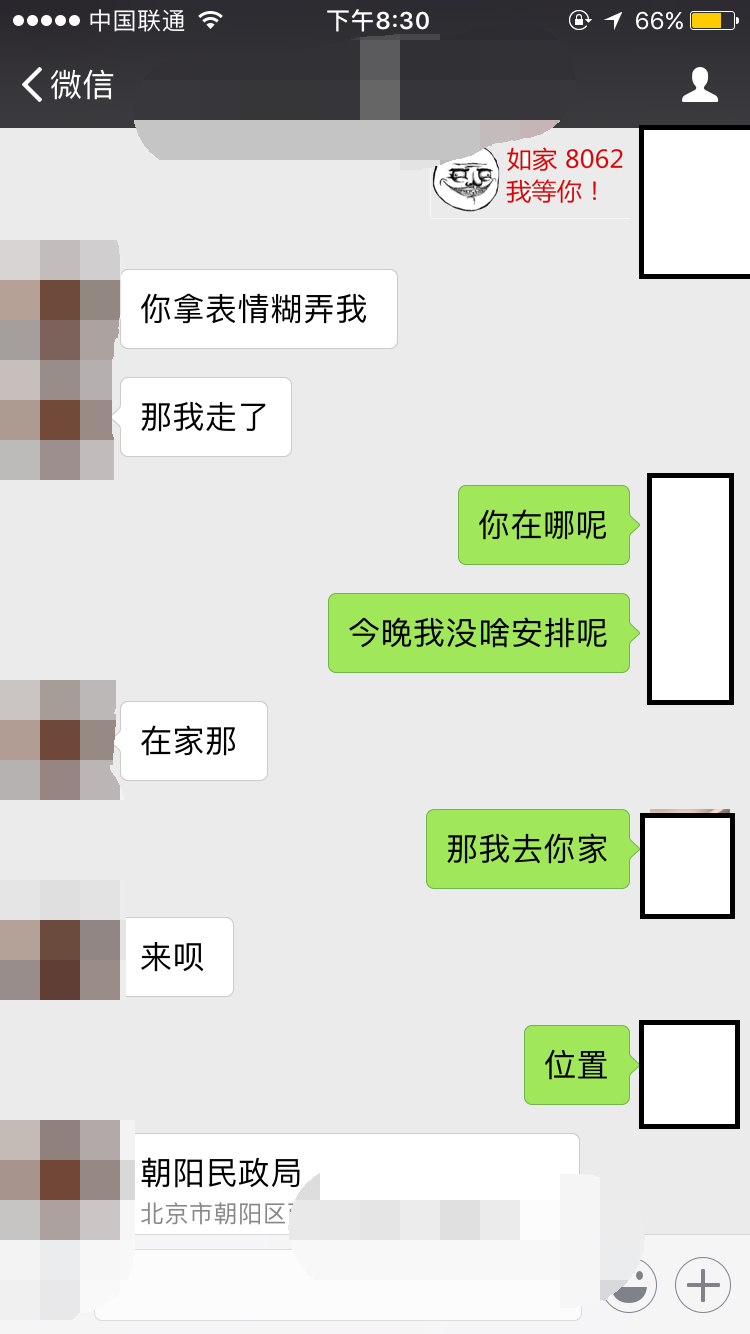 中国联通 下午8:30 66%
微信
如家 8062
我等你！
你拿表情糊弄我
那我走了
你在哪呢
今晚我没啥安排呢
在家那
那我去你家
来呗
位置
朝阳民政局
北京市朝阳区